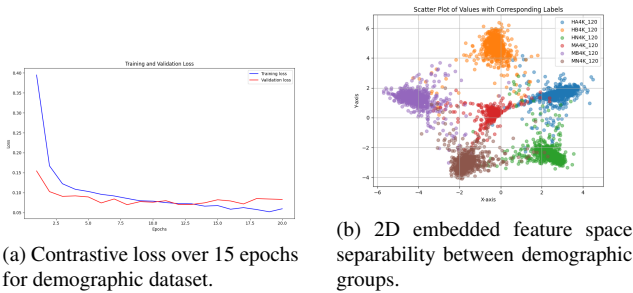 Training and Validation Loss
Training loss
Validation loss
0.40
0.35
0.30
0.25
0.20
0.15
0.10
0.05
Loss
2.5 5.0 7.5 10.0 12.5 15.0 17.5 20.0
Epochs
(a) Contrastive loss over 15 epochs
for demographic dataset.
Scatter Plot of Values with Corresponding Labels
HA4K_120
HB4K_120
HN4K_120
MA4K_120
MB4K_120
MN4K_120
6
4
2
0
−2
−4
Y-axis
−6 −4 −2 0 2 4
X-axis
(b) 2D embedded feature space
separability between demographic
groups.